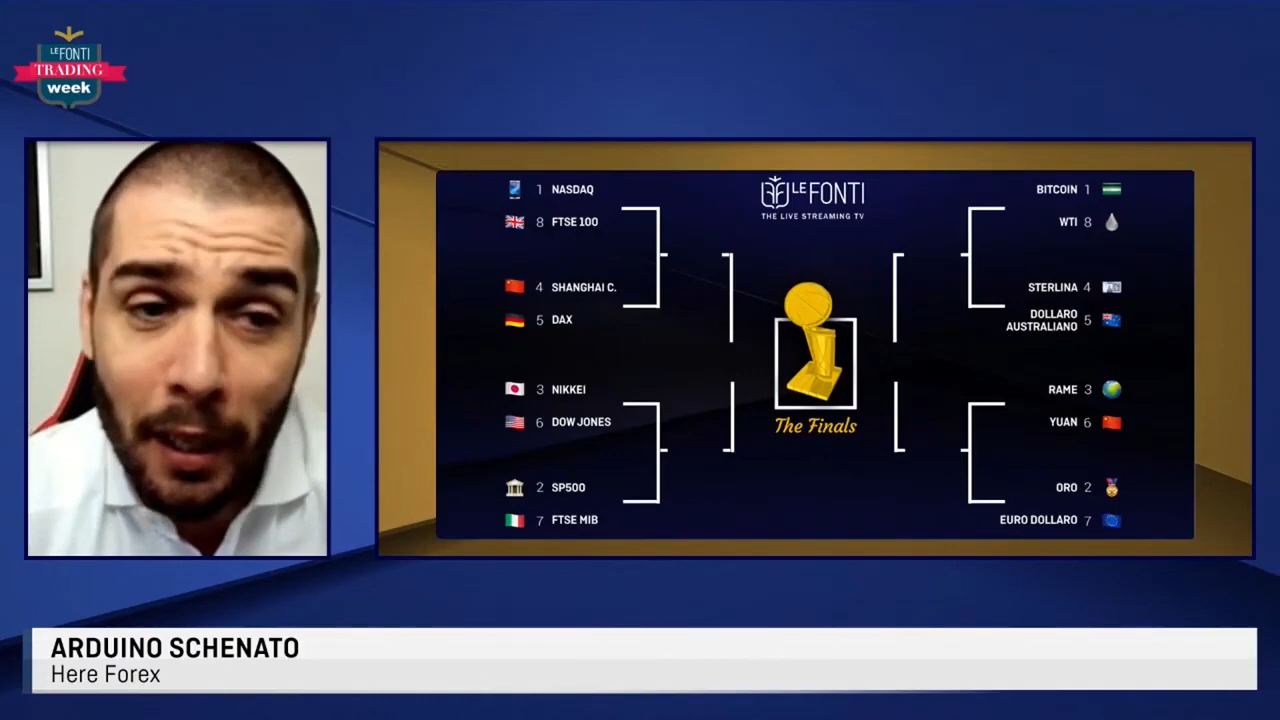 LE FONTI
TRADING
week
1 NASDAQ
8 FTSE 100
4 SHANGHAI C.
5 DAX
3 NIKKEI
6 DOW JONES
2 SP500
7 FTSE MIB
LE FONTI
THE LIVE STREAMING TV
The Finals
BITCOIN 1
WTI 8
STERLINA 4
DOLLARO
AUSTRALIANO 5
RAME 3
YUAN 6
ORO 2
EURO DOLLARO 7
ARDUINO SCHENATO
Here Forex